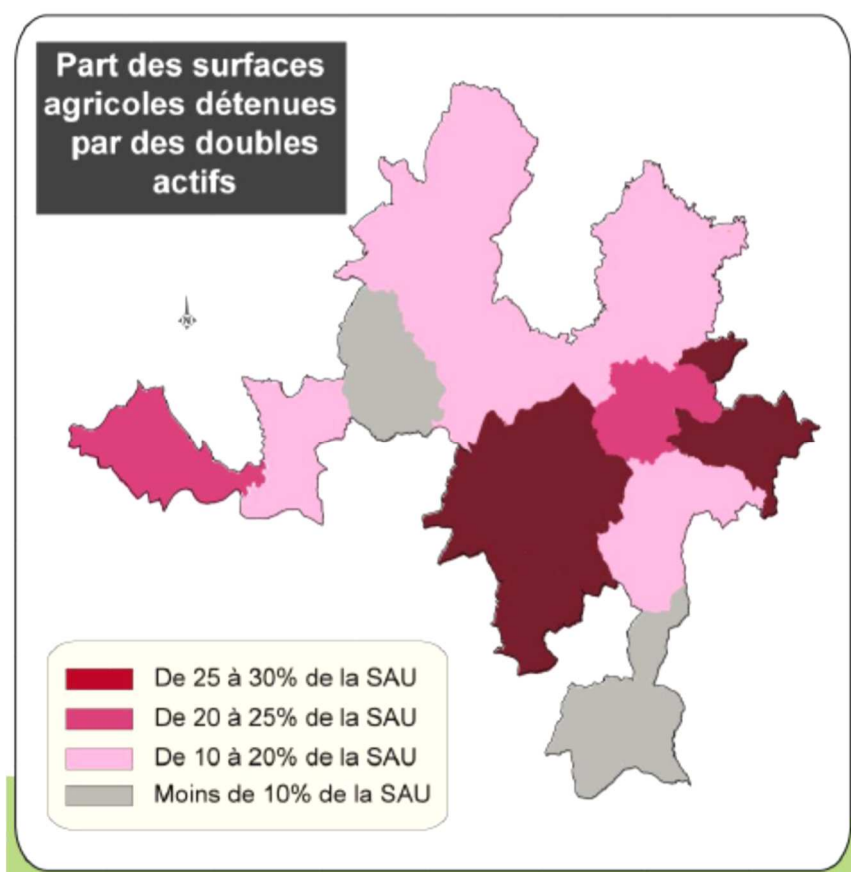 Part des surfaces
agricoles détenues
par des doubles
actifs
N
De 25 à 30% de la SAU
De 20 à 25% de la SAU
De 10 à 20% de la SAU
Moins de 10% de la SAU